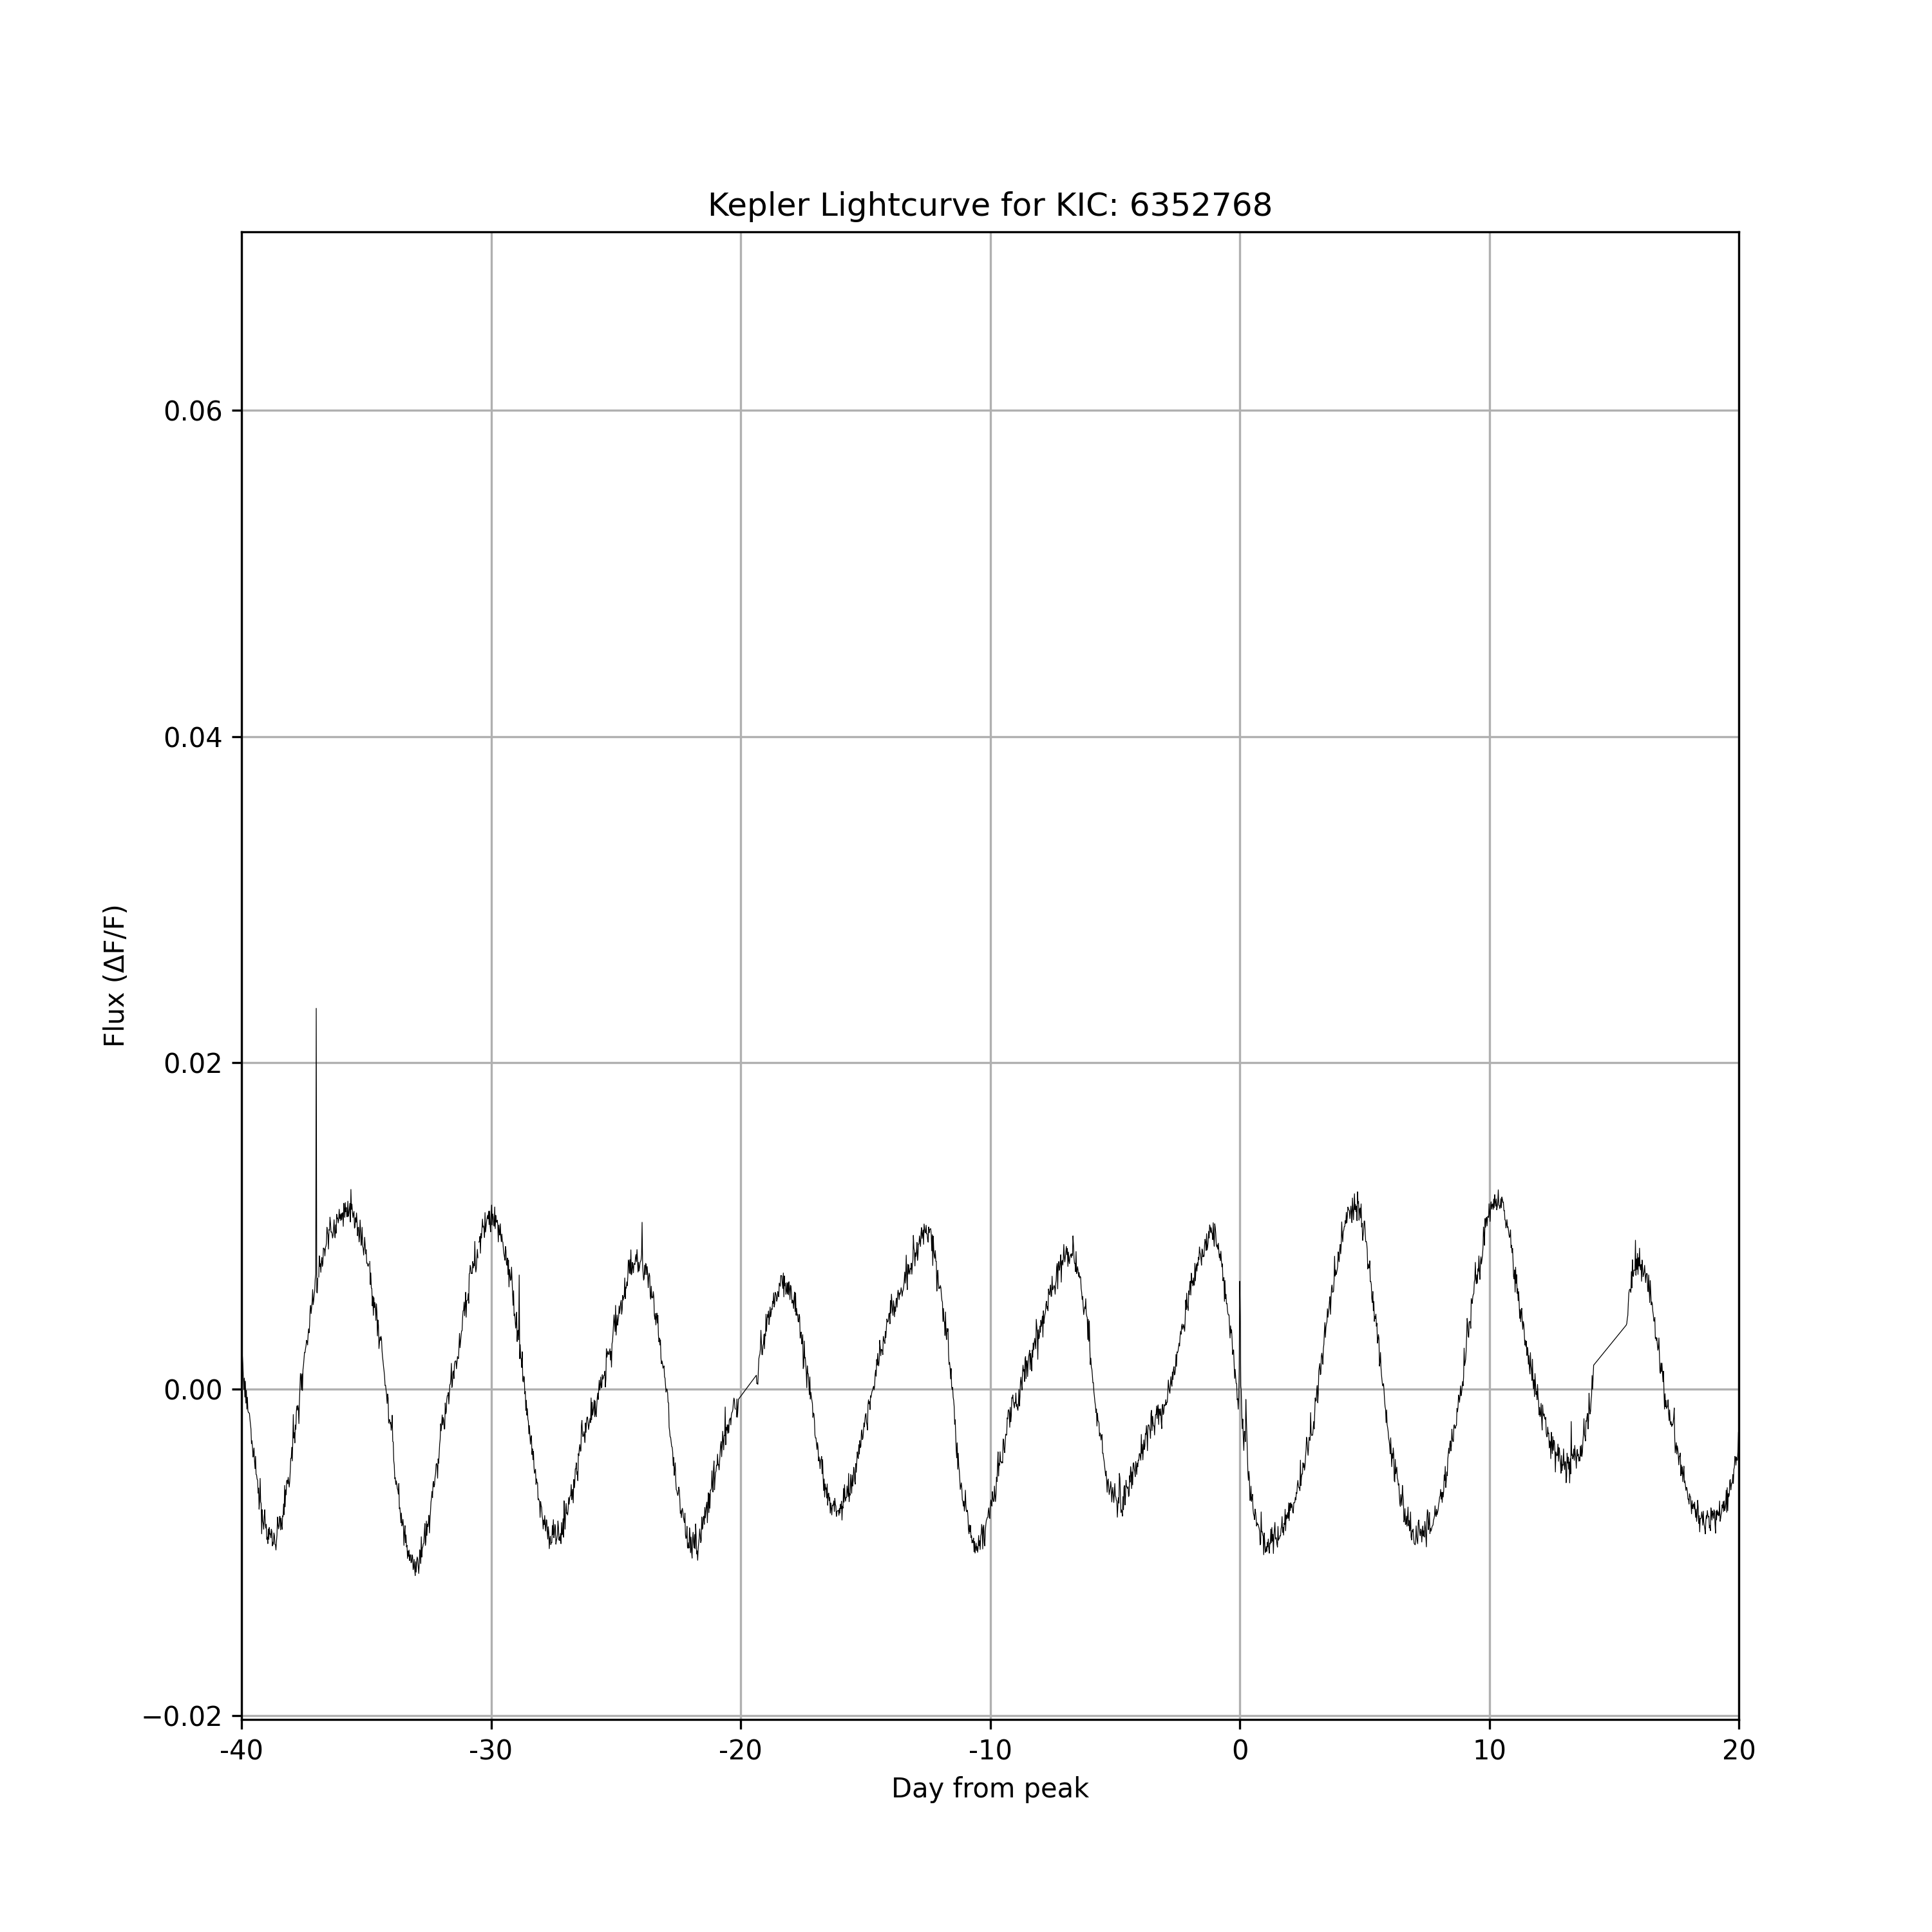 Kepler Lightcurve for KIC: 6352768
0.06
0.04
0.02
0.00
−0.02
Flux (ΔF/F)
-40 -30 -20 -10 0 10 20
Day from peak